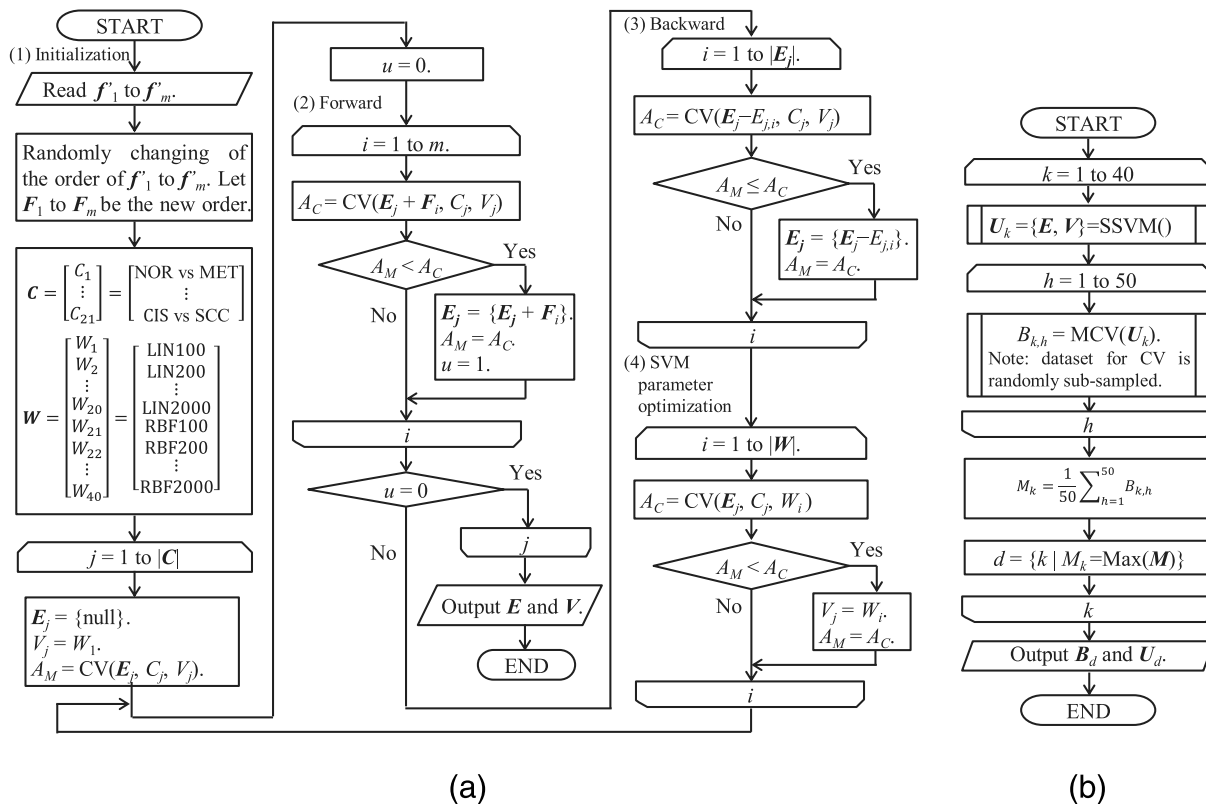 START
(1) Initialization
Read f'1 to f'm.
Randomly changing of
the order of f'1 to f'm. Let
F1 to Fm be the new order.
C = [C1 ⋮ C21] = [NOR vs MET ⋮ CIS vs SCC]
W = [W1 W2 ⋮ W20 W21 W22 ⋮ W40] = [LIN100 LIN200 ⋮ LIN2000 RBF100 RBF200 ⋮ RBF2000]
j = 1 to |C|
Ej = {null}.
Vj = W1.
AM = CV(Ej, Cj, Vj).
u = 0.
(2) Forward
i = 1 to m.
AC = CV(Ej + Fi, Cj, Vj)
AM < AC
Yes
No
Ej = {Ej + Fi}.
AM = AC.
u = 1.
i
u = 0
Yes
No
j
Output E and V.
END
(3) Backward
i = 1 to |Ej|.
AC = CV(Ej−Ej,i, Cj, Vj)
AM ≤ AC
Yes
No
Ej = {Ej−Ej,i}.
AM = AC.
i
(4) SVM
parameter
optimization
i = 1 to |W|.
AC = CV(Ej, Cj, Wi)
AM < AC
Yes
No
Vj = Wi.
AM = AC.
i
(a)
START
k = 1 to 40
Uk = {E, V}=SSVM()
h = 1 to 50
Bk,h = MCV(Uk).
Note: dataset for CV is
randomly sub-sampled.
h
Mk = 1/50 ∑h=1^50 Bk,h
d = {k | Mk=Max(M)}
k
Output Bd and Ud.
END
(b)